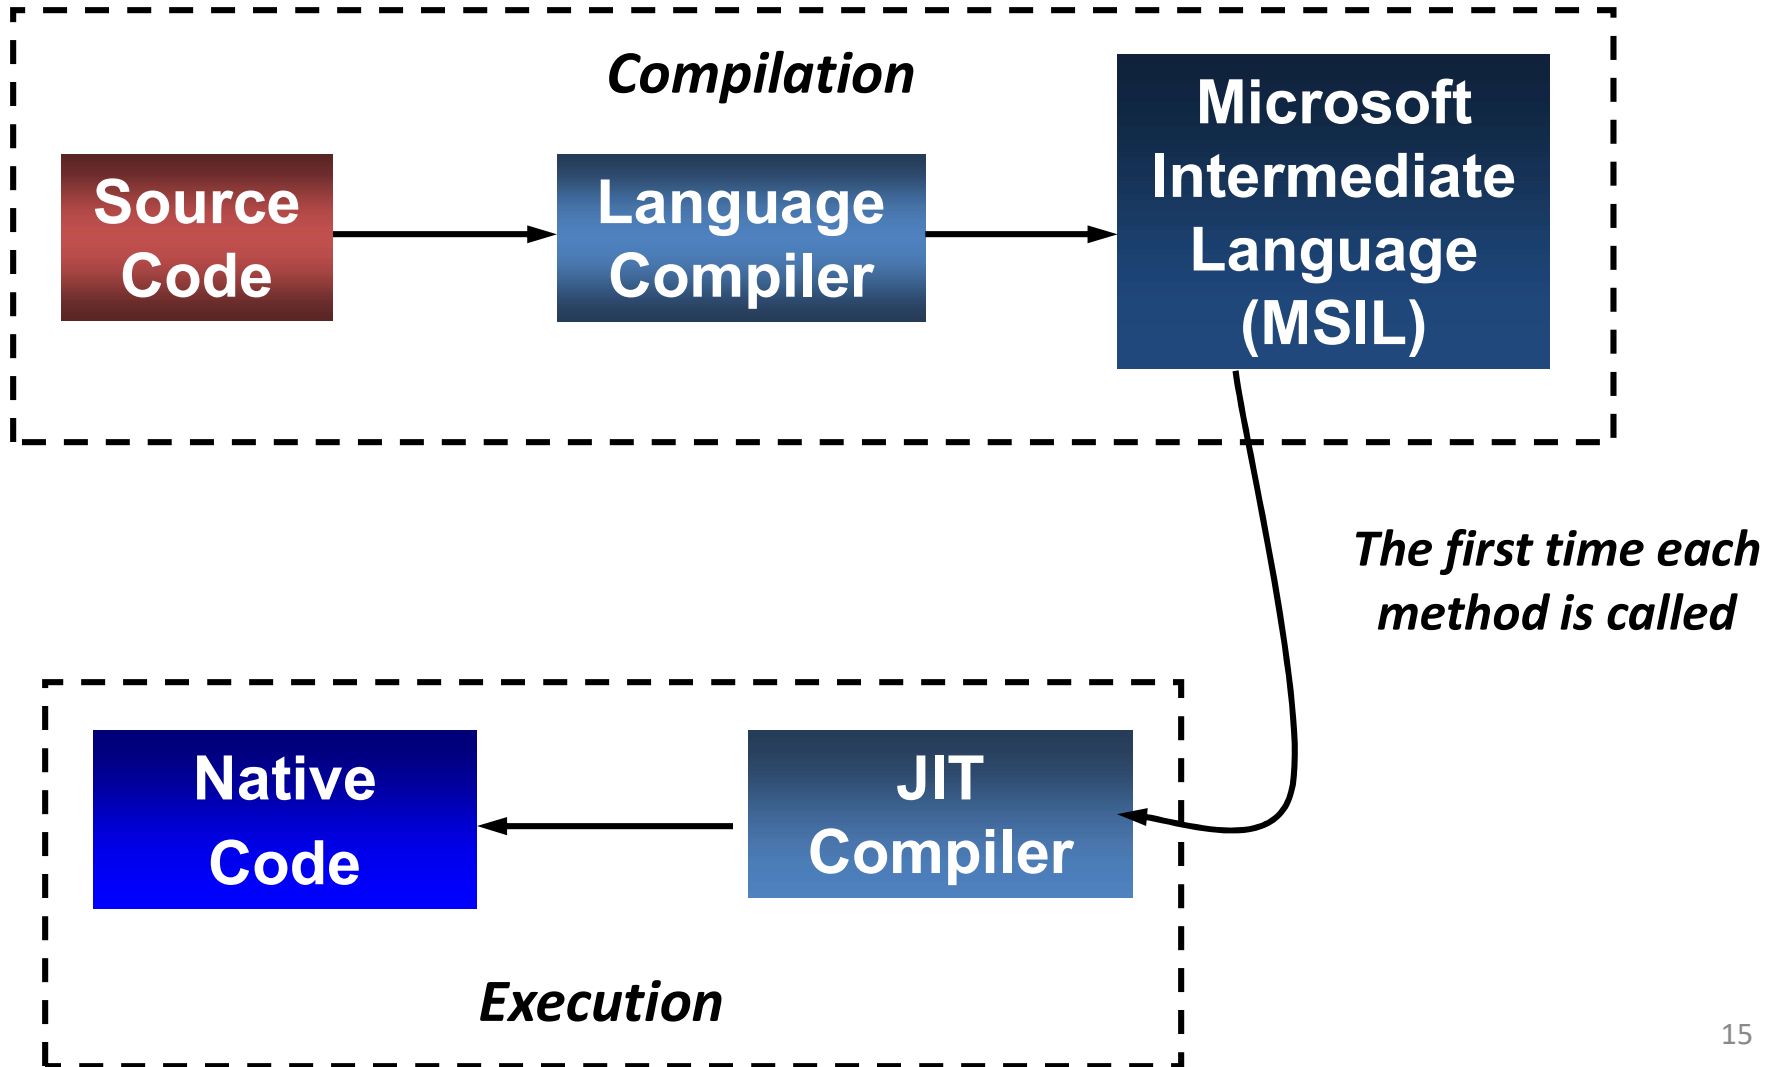 Compilation
Source
Code
Language
Compiler
Microsoft
Intermediate
Language
(MSIL)
The first time each
method is called
Native
Code
JIT
Compiler
Execution
15